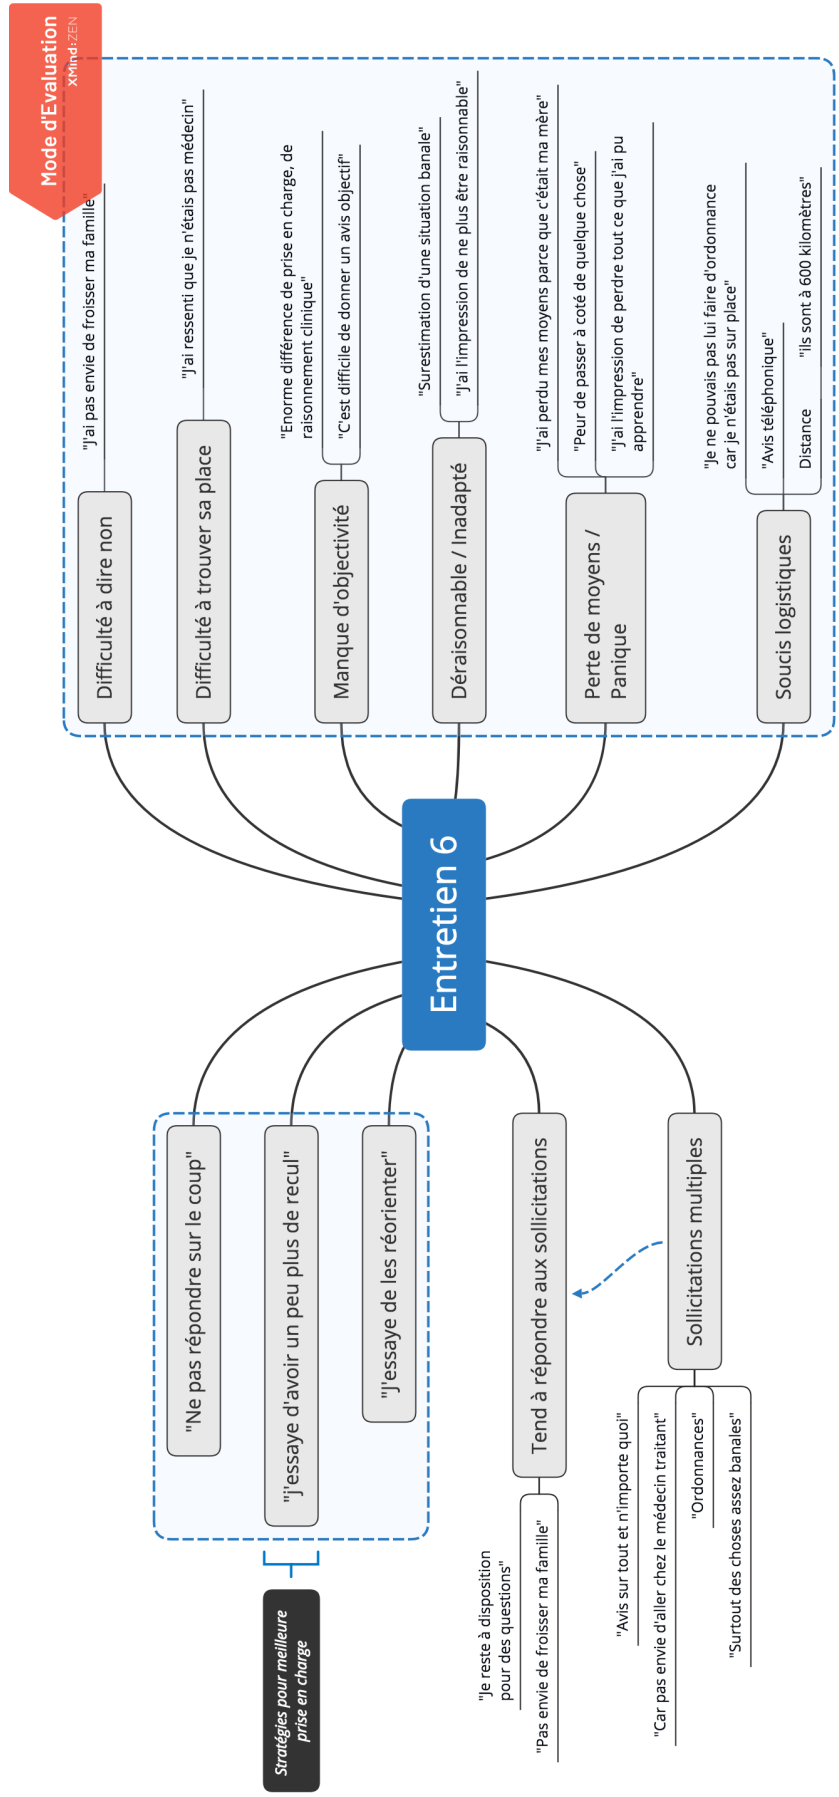 Mode d'Evaluation
XMind:ZEN
Entretien 6
Difficulté à dire non
"J'ai pas envie de froisser ma famille"
Difficulté à trouver sa place
"J'ai ressenti que je n'étais pas médecin"
Manque d'objectivité
"Enorme différence de prise en charge, de
raisonnement clinique"
"C'est difficile de donner un avis objectif"
Déraisonnable / Inadapté
"Surestimation d'une situation banale"
"J'ai l'impression de ne plus être raisonnable"
Perte de moyens /
Panique
"J'ai perdu mes moyens parce que c'était ma mère"
"Peur de passer à coté de quelque chose"
"J'ai l'impression de perdre tout ce que j'ai pu
apprendre"
Soucis logistiques
"Je ne pouvais pas lui faire d'ordonnance
car je n'étais pas sur place"
"Avis téléphonique"
Distance
"ils sont à 600 kilomètres"
"Ne pas répondre sur le coup"
"j'essaye d'avoir un peu plus de recul"
"J'essaye de les réorienter"
Stratégies pour meilleure
prise en charge
Tend à répondre aux sollicitations
"Je reste à disposition
pour des questions"
"Pas envie de froisser ma famille"
Sollicitations multiples
"Avis sur tout et n'importe quoi"
"Car pas envie d'aller chez le médecin traitant"
"Ordonnances"
"Surtout des choses assez banales"